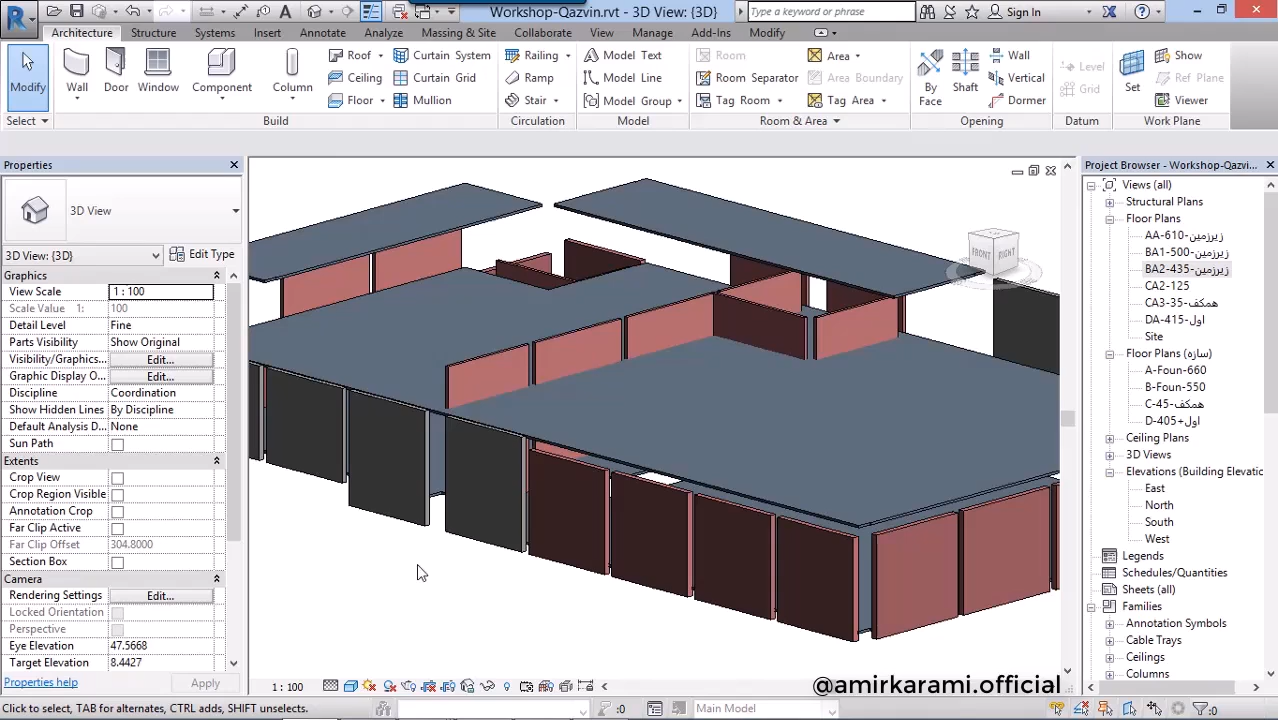 Workshop-Qazvin.rvt - 3D View: {3D}
Type a keyword or phrase
Sign In
Architecture
Structure
Systems
Insert
Annotate
Analyze
Massing & Site
Collaborate
View
Manage
Add-Ins
Modify
Modify
Wall
Door
Window
Component
Column
Roof
Ceiling
Floor
Curtain System
Curtain Grid
Mullion
Railing
Ramp
Stair
Model Text
Model Line
Model Group
Room
Room Separator
Tag Room
Area
Area Boundary
Tag Area
By Face
Shaft
Wall
Vertical
Dormer
Level
Grid
Set
Show
Ref Plane
Viewer
Select
Build
Circulation
Model
Room & Area
Opening
Datum
Work Plane
Properties
3D View
3D View: {3D}
Edit Type
Graphics
View Scale
1 : 100
Scale Value 1:
100
Detail Level
Fine
Parts Visibility
Show Original
Visibility/Graphics...
Edit...
Graphic Display O...
Edit...
Discipline
Coordination
Show Hidden Lines
By Discipline
Default Analysis D...
None
Sun Path
Extents
Crop View
Crop Region Visible
Annotation Crop
Far Clip Active
Far Clip Offset
304.8000
Section Box
Camera
Rendering Settings
Edit...
Locked Orientation
Perspective
Eye Elevation
47.5668
Target Elevation
8.4427
Properties help
Apply
FRONT
RIGHT
Project Browser - Workshop-Qazvi...
Views (all)
Structural Plans
Floor Plans
AA-610-زیرزمین
BA1-500-زیرزمین
BA2-435-زیرزمین
CA2-125
CA3-35-همکف
DA-415-اول
Site
Floor Plans (سازه)
A-Foun-660
B-Foun-550
C-45-همکف
D-405+اول
Ceiling Plans
3D Views
Elevations (Building Elevatio
East
North
South
West
Legends
Schedules/Quantities
Sheets (all)
Families
Annotation Symbols
Cable Trays
Ceilings
Columns
1 : 100
@amirkarami.official
Click to select, TAB for alternates, CTRL adds, SHIFT unselects.
:0
Main Model
:0